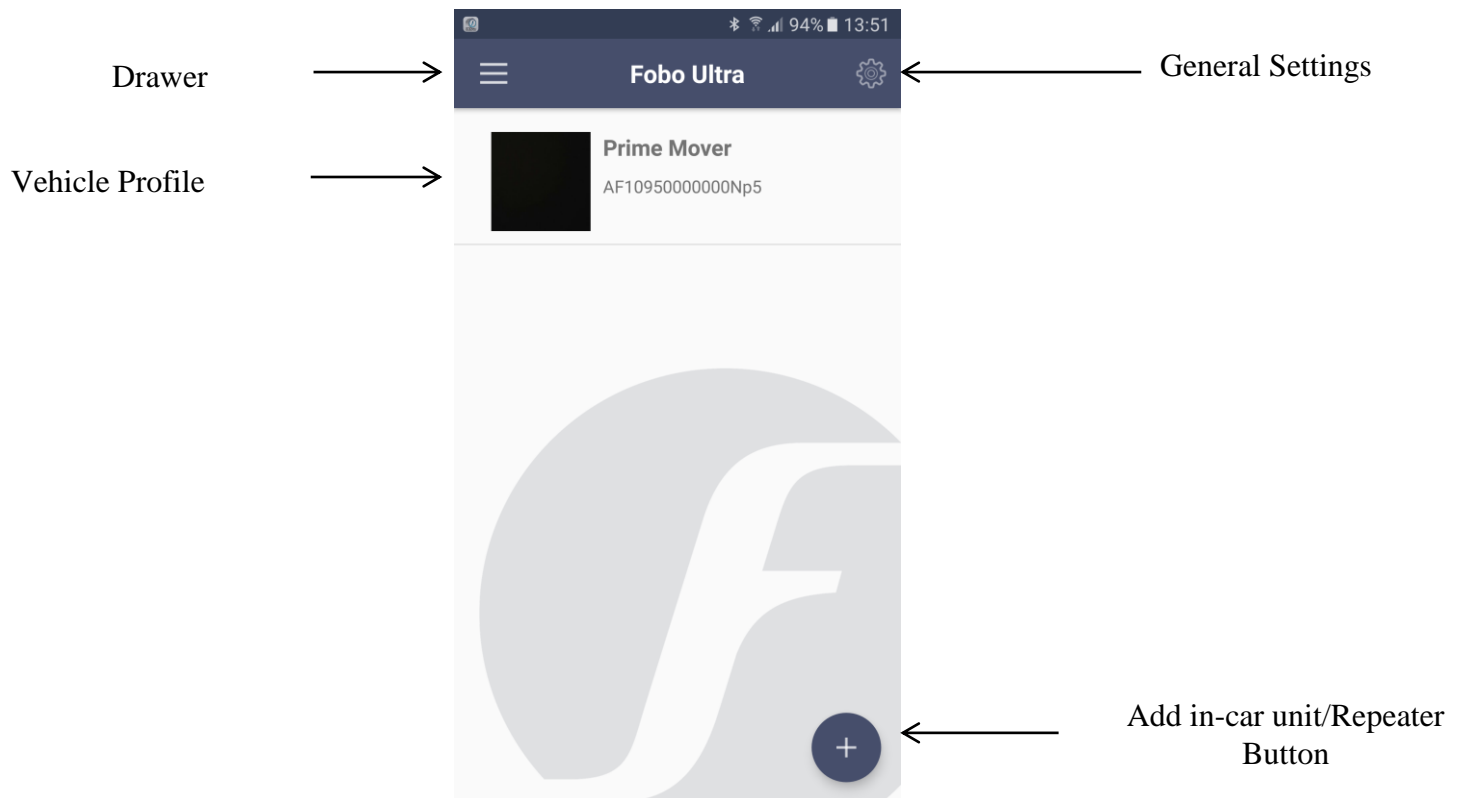 94% 13:51
Drawer
Fobo Ultra
General Settings
Vehicle Profile
Prime Mover
AF10950000000Np5
Add in-car unit/Repeater
Button